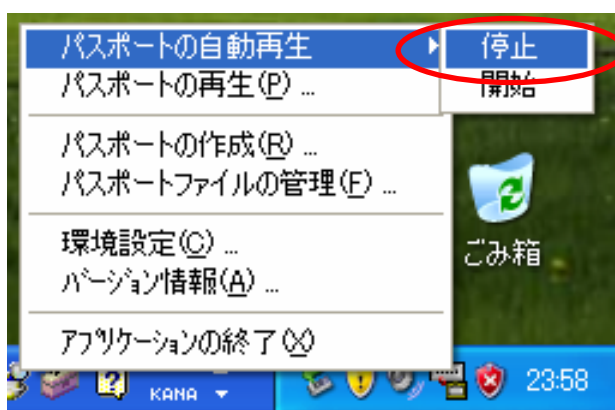 パスポートの自動再生
停止
パスポートの再生(P) ...
開始
パスポートの作成(R) ...
パスポートファイルの管理(F) ...
環境設定(C) ...
ごみ箱
バージョン情報(A) ...
アプリケーションの終了(X)
KANA
23:58